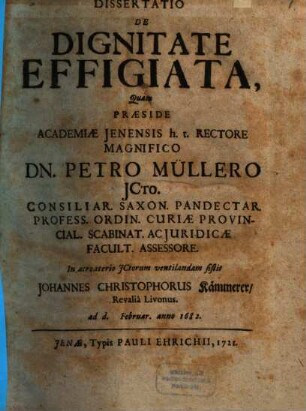 DISSERTATIO
DE
DIGNITATE
EFFIGIATA,
Quam
PRÆSIDE
ACADEMIÆ JENENSIS h. t. RECTORE
MAGNIFICO
DN. PETRO MÜLLERO
JCTo.
CONSILIAR. SAXON. PANDECTAR.
PROFESS. ORDIN. CURIÆ PROVIN-
CIAL. SCABINAT. AC JURIDICÆ
FACULT. ASSESSORE.
In acroaterio JCtorum ventilandam sistit
JOHANNES CHRISTOPHORUS Kämmerer/
Revaliâ Livonus.
ad d. Februar. anno 1682.
JENÆ, Typis PAULI EHRICHII, 1721.